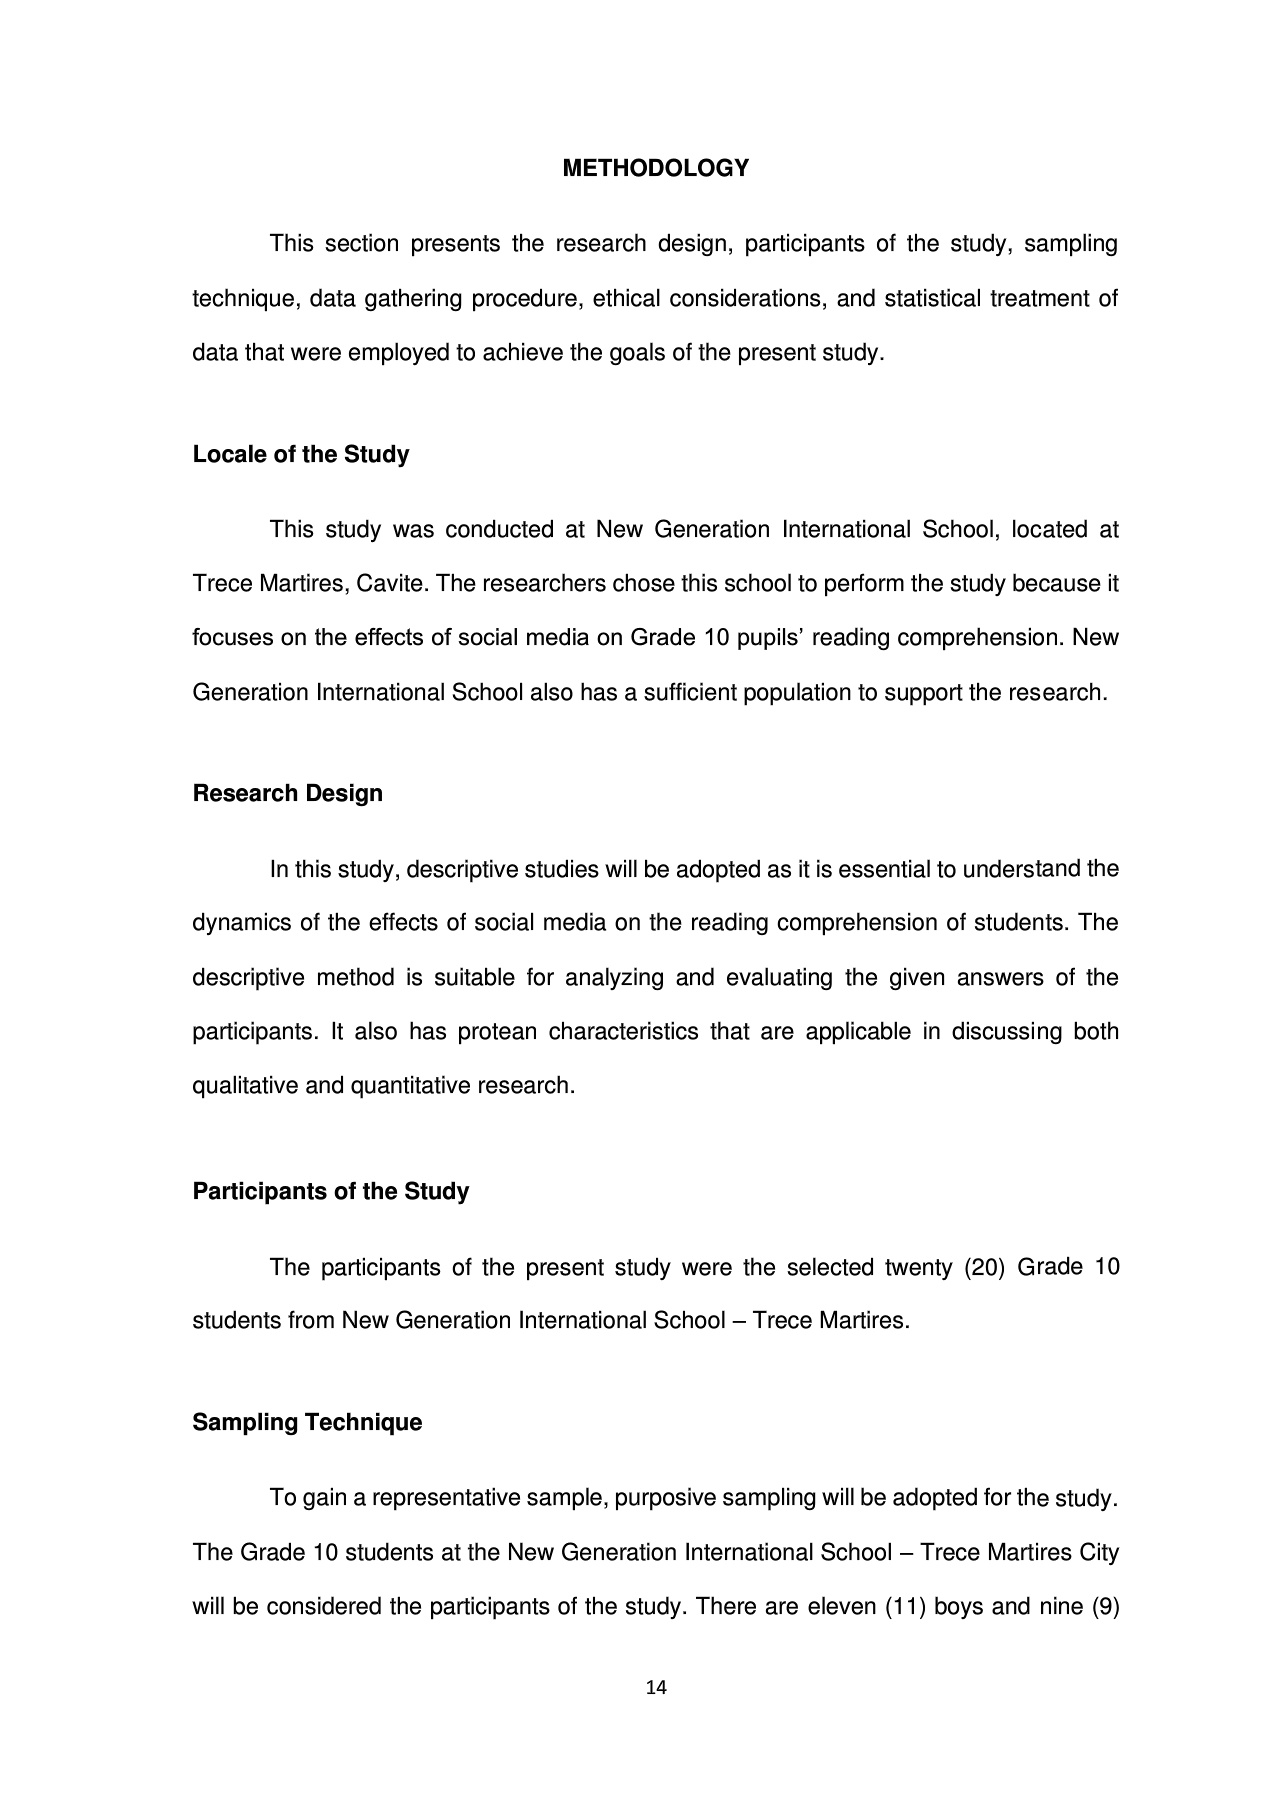 METHODOLOGY
This section presents the research design, participants of the study, sampling
technique, data gathering procedure, ethical considerations, and statistical treatment of
data that were employed to achieve the goals of the present study.
Locale of the Study
This study was conducted at New Generation International School, located at
Trece Martires, Cavite. The researchers chose this school to perform the study because it
focuses on the effects of social media on Grade 10 pupils’ reading comprehension. New
Generation International School also has a sufficient population to support the research.
Research Design
In this study, descriptive studies will be adopted as it is essential to understand the
dynamics of the effects of social media on the reading comprehension of students. The
descriptive method is suitable for analyzing and evaluating the given answers of the
participants. It also has protean characteristics that are applicable in discussing both
qualitative and quantitative research.
Participants of the Study
The participants of the present study were the selected twenty (20) Grade 10
students from New Generation International School – Trece Martires.
Sampling Technique
To gain a representative sample, purposive sampling will be adopted for the study.
The Grade 10 students at the New Generation International School – Trece Martires City
will be considered the participants of the study. There are eleven (11) boys and nine (9)
14